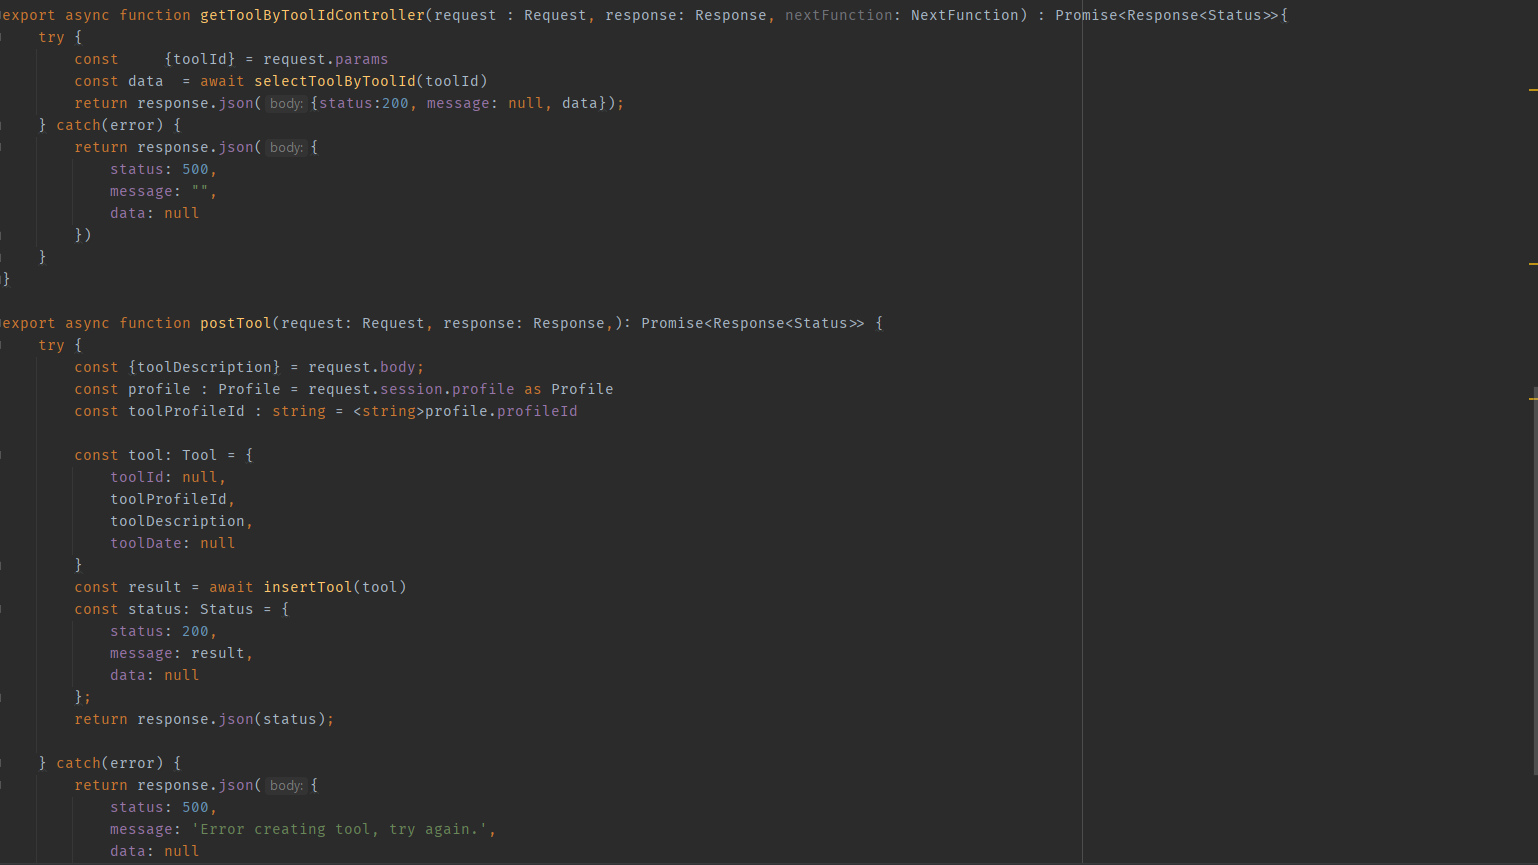 export async function getToolByToolIdController(request : Request, response: Response, nextFunction: NextFunction) : Promise<Response<Status>>{
    try {
        const     {toolId} = request.params
        const data  = await selectToolByToolId(toolId)
        return response.json( body: {status:200, message: null, data});
    } catch(error) {
        return response.json( body: {
            status: 500,
            message: "",
            data: null
        })
    }
}
export async function postTool(request: Request, response: Response,): Promise<Response<Status>> {
    try {
        const {toolDescription} = request.body;
        const profile : Profile = request.session.profile as Profile
        const toolProfileId : string = <string>profile.profileId
        const tool: Tool = {
            toolId: null,
            toolProfileId,
            toolDescription,
            toolDate: null
        }
        const result = await insertTool(tool)
        const status: Status = {
            status: 200,
            message: result,
            data: null
        };
        return response.json(status);
    } catch(error) {
        return response.json( body: {
            status: 500,
            message: 'Error creating tool, try again.',
            data: null